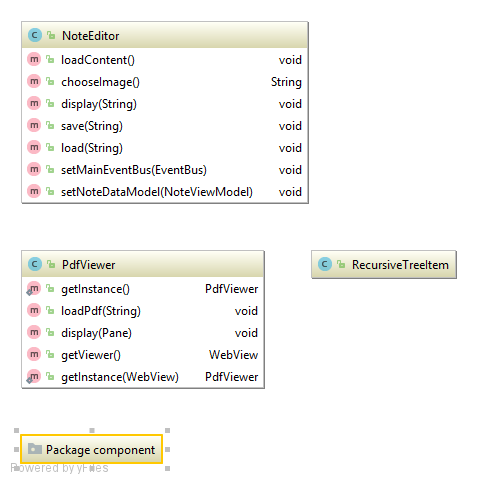 NoteEditor
loadContent() void
chooseImage() String
display(String) void
save(String) void
load(String) void
setMainEventBus(EventBus) void
setNoteDataModel(NoteViewModel) void
PdfViewer
getInstance() PdfViewer
loadPdf(String) void
display(Pane) void
getViewer() WebView
getInstance(WebView) PdfViewer
RecursiveTreeItem
Package component
Powered by yFiles